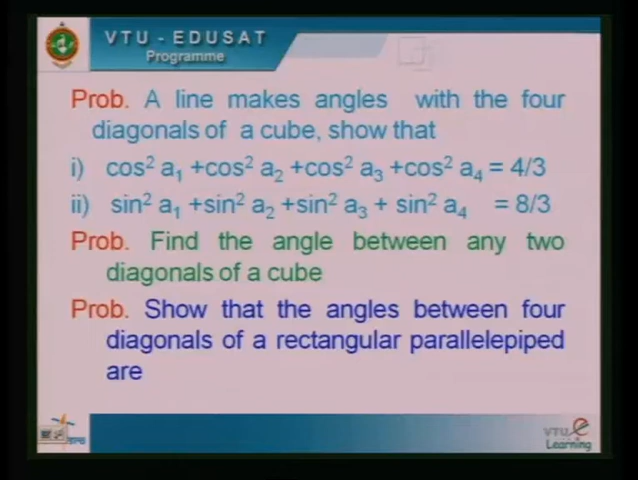 VTU - EDUSAT
Programme
Prob. A line makes angles with the four
diagonals of a cube, show that
i) cos² a₁ +cos² a₂ +cos² a₃ +cos² a₄ = 4/3
ii) sin² a₁ +sin² a₂ +sin² a₃ + sin² a₄ = 8/3
Prob. Find the angle between any two
diagonals of a cube
Prob. Show that the angles between four
diagonals of a rectangular parallelepiped
are
VTU e
Learning